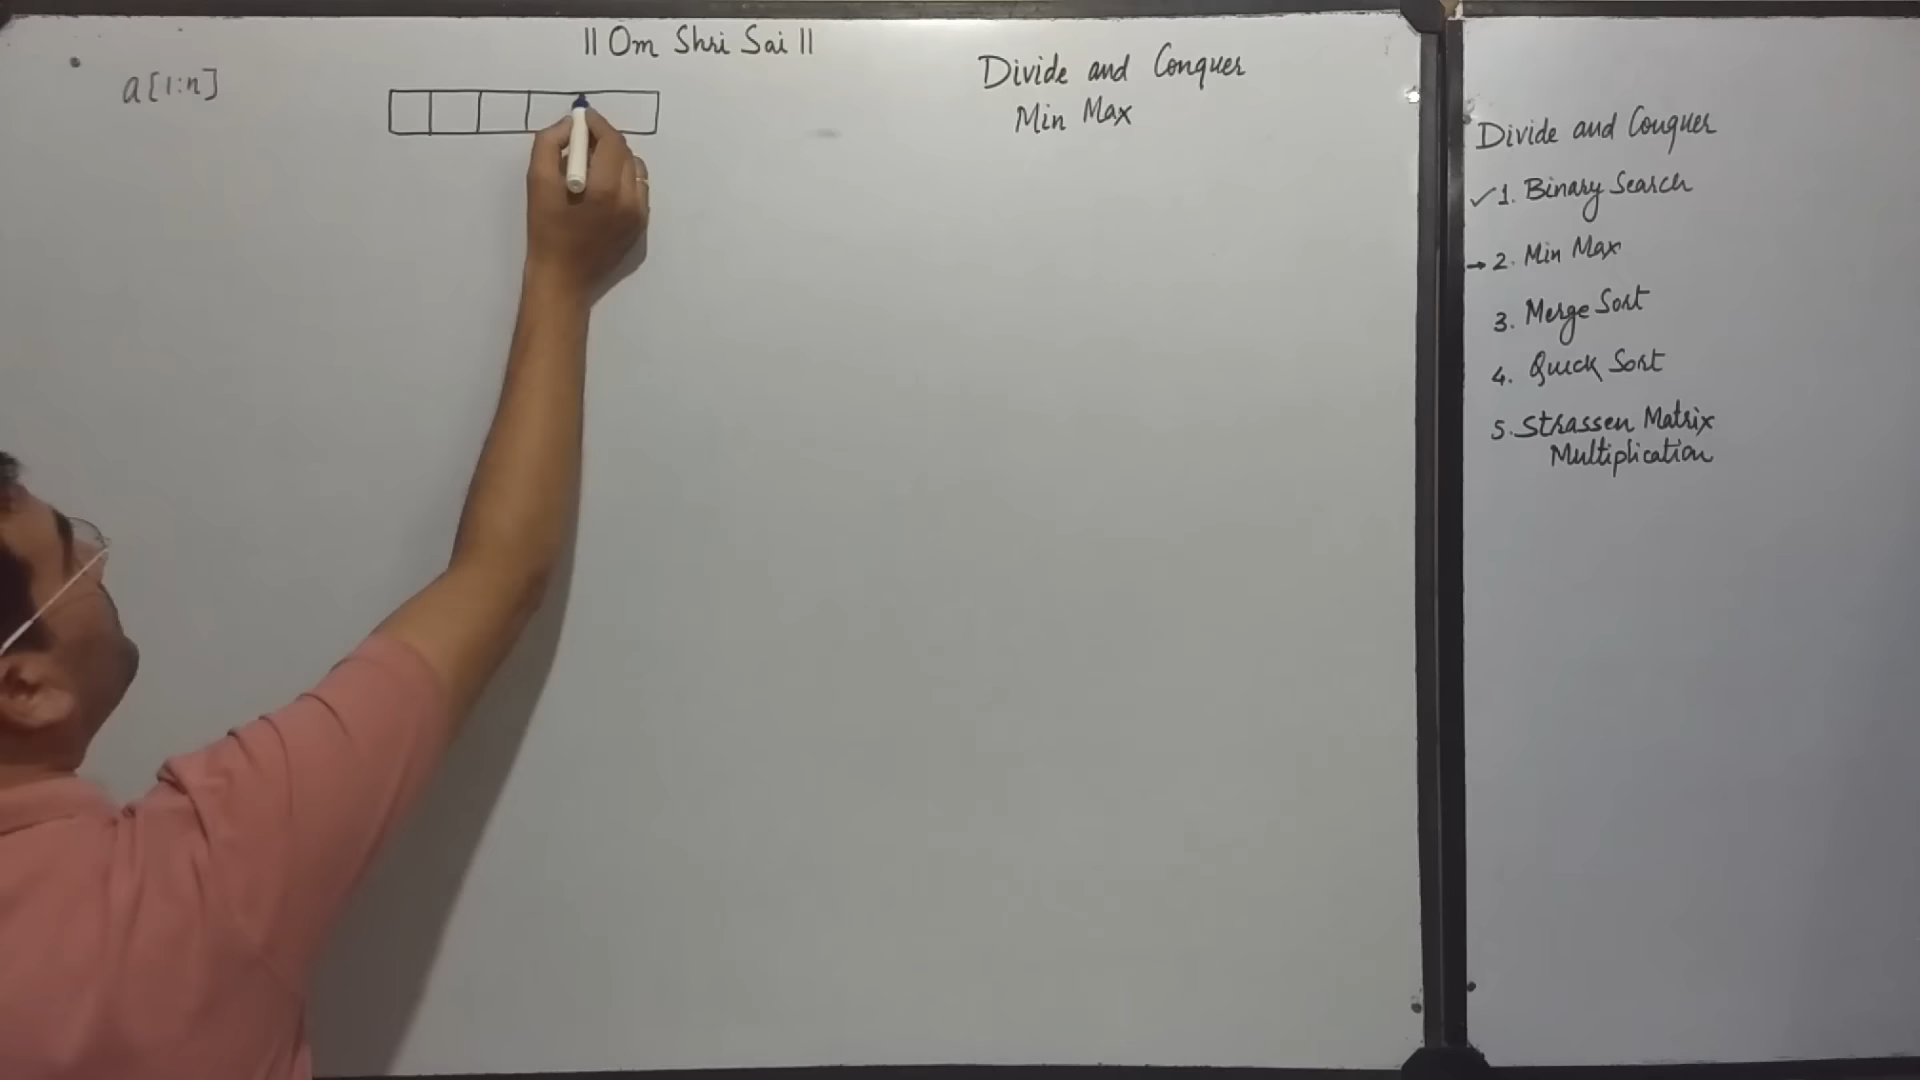 || Om Shri Sai ||
a[1:n]
Divide and Conquer
Min Max
Divide and Conquer
✓1. Binary Search
→ 2. Min Max
3. Merge Sort
4. Quick Sort
5. Strassen Matrix
Multiplication